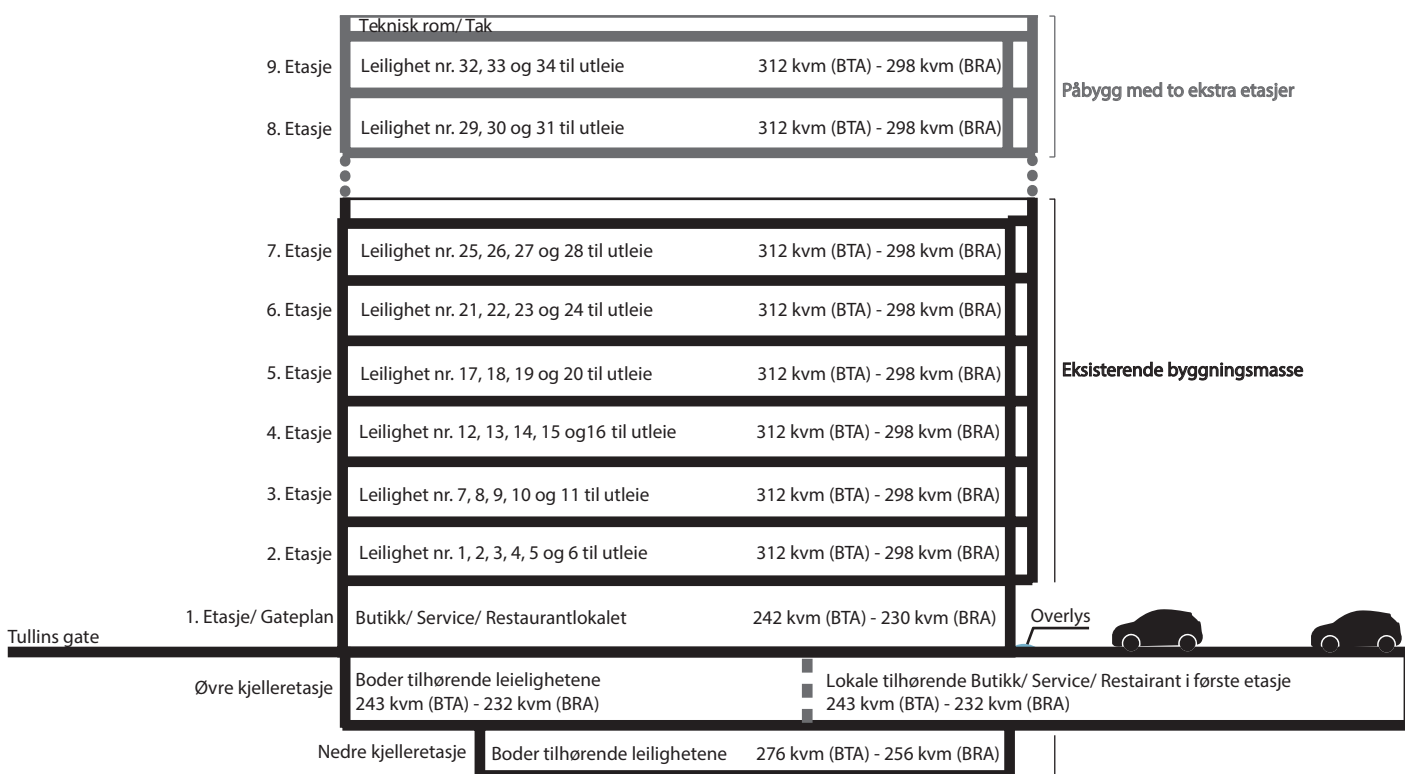 Teknisk rom/ Tak
9. Etasje Leilighet nr. 32, 33 og 34 til utleie 312 kvm (BTA) - 298 kvm (BRA)
Påbygg med to ekstra etasjer
8. Etasje Leilighet nr. 29, 30 og 31 til utleie 312 kvm (BTA) - 298 kvm (BRA)
7. Etasje Leilighet nr. 25, 26, 27 og 28 til utleie 312 kvm (BTA) - 298 kvm (BRA)
6. Etasje Leilighet nr. 21, 22, 23 og 24 til utleie 312 kvm (BTA) - 298 kvm (BRA)
5. Etasje Leilighet nr. 17, 18, 19 og 20 til utleie 312 kvm (BTA) - 298 kvm (BRA)
Eksisterende byggningsmasse
4. Etasje Leilighet nr. 12, 13, 14, 15 og16 til utleie 312 kvm (BTA) - 298 kvm (BRA)
3. Etasje Leilighet nr. 7, 8, 9, 10 og 11 til utleie 312 kvm (BTA) - 298 kvm (BRA)
2. Etasje Leilighet nr. 1, 2, 3, 4, 5 og 6 til utleie 312 kvm (BTA) - 298 kvm (BRA)
1. Etasje/ Gateplan Butikk/ Service/ Restaurantlokalet 242 kvm (BTA) - 230 kvm (BRA)
Overlys
Tullins gate
Øvre kjelleretasje
Boder tilhørende leielighetene
243 kvm (BTA) - 232 kvm (BRA)
Lokale tilhørende Butikk/ Service/ Restairant i første etasje
243 kvm (BTA) - 232 kvm (BRA)
Nedre kjelleretasje Boder tilhørende leilighetene 276 kvm (BTA) - 256 kvm (BRA)